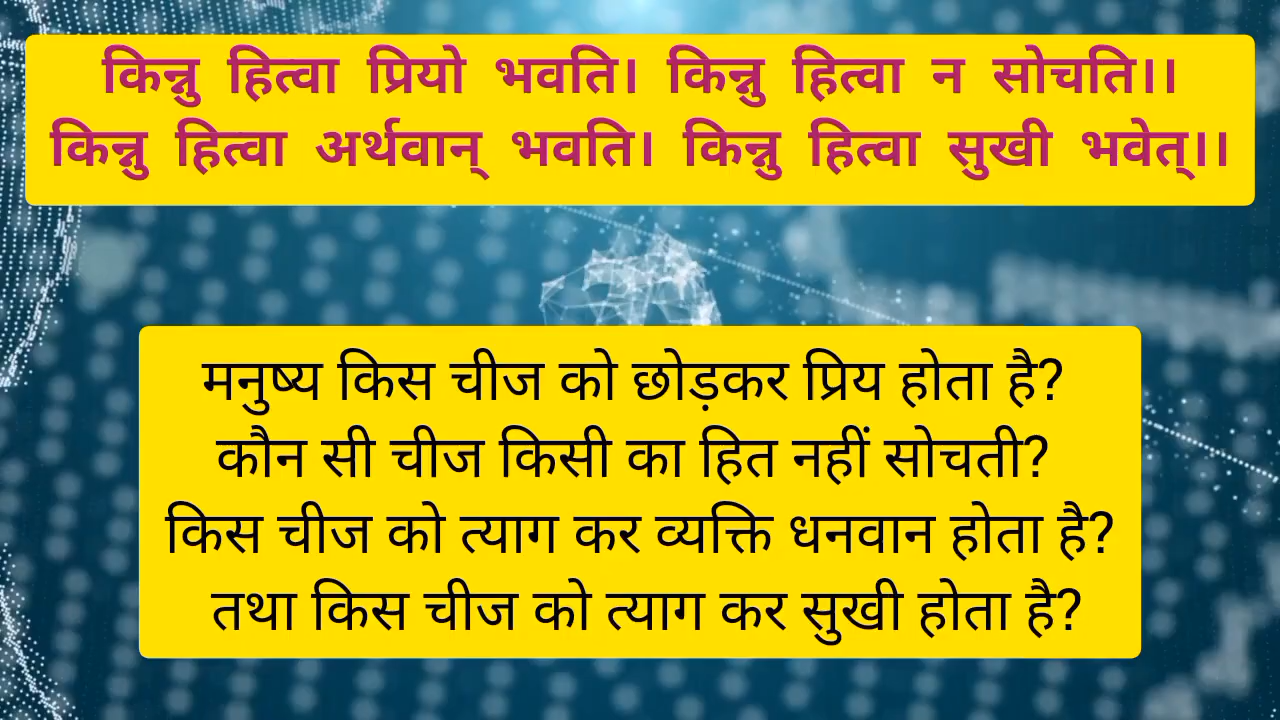 किन्नु हित्वा प्रियो भवति। किन्नु हित्वा न सोचति।।
किन्नु हित्वा अर्थवान् भवति। किन्नु हित्वा सुखी भवेत्।।
मनुष्य किस चीज को छोड़कर प्रिय होता है?
कौन सी चीज किसी का हित नहीं सोचती?
किस चीज को त्याग कर व्यक्ति धनवान होता है?
तथा किस चीज को त्याग कर सुखी होता है?